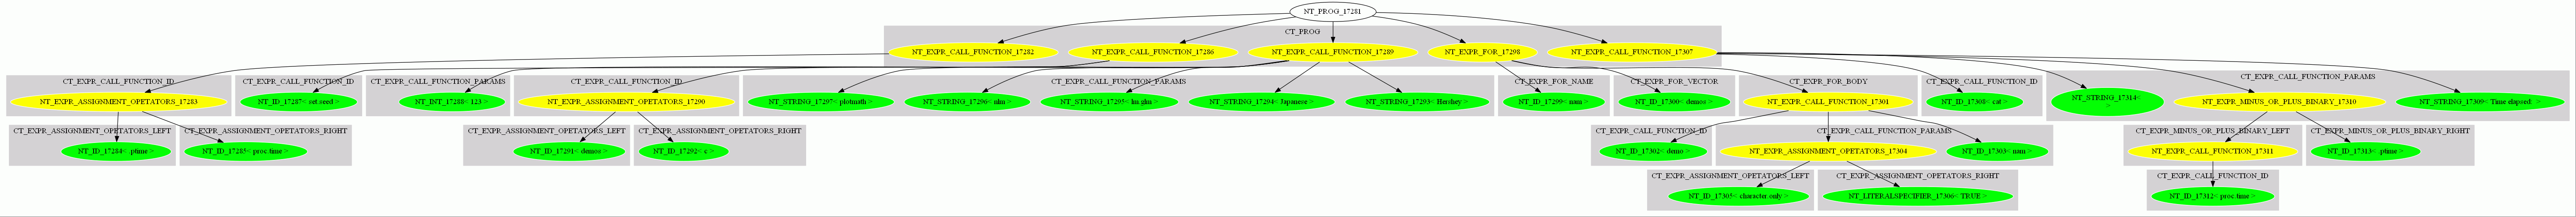 NT_PROG_17281
CT_PROG
NT_EXPR_CALL_FUNCTION_17282
NT_EXPR_CALL_FUNCTION_17286
NT_EXPR_CALL_FUNCTION_17289
NT_EXPR_FOR_17298
NT_EXPR_CALL_FUNCTION_17307
CT_EXPR_CALL_FUNCTION_ID
NT_EXPR_ASSIGNMENT_OPETATORS_17283
CT_EXPR_CALL_FUNCTION_ID
NT_ID_17287< set.seed >
CT_EXPR_CALL_FUNCTION_PARAMS
NT_INT_17288< 123 >
CT_EXPR_CALL_FUNCTION_ID
NT_EXPR_ASSIGNMENT_OPETATORS_17290
CT_EXPR_CALL_FUNCTION_PARAMS
NT_STRING_17297< plotmath >
NT_STRING_17296< nlm >
NT_STRING_17295< lm.glm >
NT_STRING_17294< Japanese >
NT_STRING_17293< Hershey >
CT_EXPR_FOR_NAME
NT_ID_17299< nam >
CT_EXPR_FOR_VECTOR
NT_ID_17300< demos >
CT_EXPR_FOR_BODY
NT_EXPR_CALL_FUNCTION_17301
CT_EXPR_CALL_FUNCTION_ID
NT_ID_17308< cat >
CT_EXPR_CALL_FUNCTION_PARAMS
NT_STRING_17314<
>
NT_EXPR_MINUS_OR_PLUS_BINARY_17310
NT_STRING_17309< Time elapsed: >
CT_EXPR_ASSIGNMENT_OPETATORS_LEFT
NT_ID_17284< .ptime >
CT_EXPR_ASSIGNMENT_OPETATORS_RIGHT
NT_ID_17285< proc.time >
CT_EXPR_ASSIGNMENT_OPETATORS_LEFT
NT_ID_17291< demos >
CT_EXPR_ASSIGNMENT_OPETATORS_RIGHT
NT_ID_17292< c >
CT_EXPR_CALL_FUNCTION_ID
NT_ID_17302< demo >
CT_EXPR_CALL_FUNCTION_PARAMS
NT_EXPR_ASSIGNMENT_OPETATORS_17304
NT_ID_17303< nam >
CT_EXPR_MINUS_OR_PLUS_BINARY_LEFT
NT_EXPR_CALL_FUNCTION_17311
CT_EXPR_MINUS_OR_PLUS_BINARY_RIGHT
NT_ID_17313< .ptime >
CT_EXPR_ASSIGNMENT_OPETATORS_LEFT
NT_ID_17305< character.only >
CT_EXPR_ASSIGNMENT_OPETATORS_RIGHT
NT_LITERALSPECIFIER_17306< TRUE >
CT_EXPR_CALL_FUNCTION_ID
NT_ID_17312< proc.time >